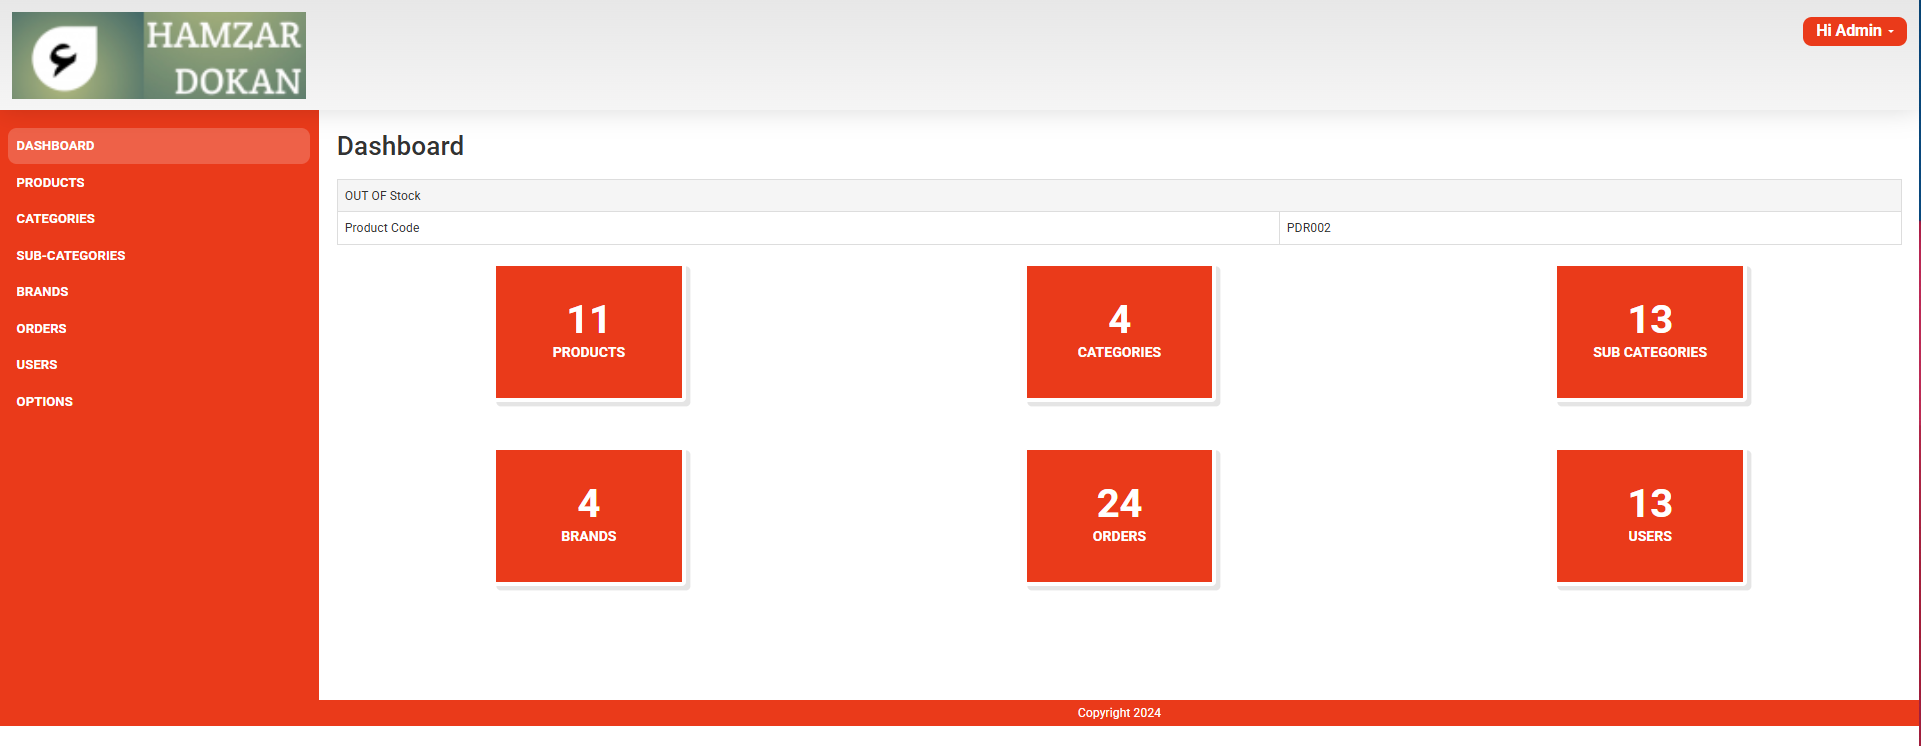 HAMZAR
DOKAN
Hi Admin
DASHBOARD
PRODUCTS
CATEGORIES
SUB-CATEGORIES
BRANDS
ORDERS
USERS
OPTIONS
Dashboard
OUT OF Stock
Product Code PDR002
11
PRODUCTS
4
CATEGORIES
13
SUB CATEGORIES
4
BRANDS
24
ORDERS
13
USERS
Copyright 2024